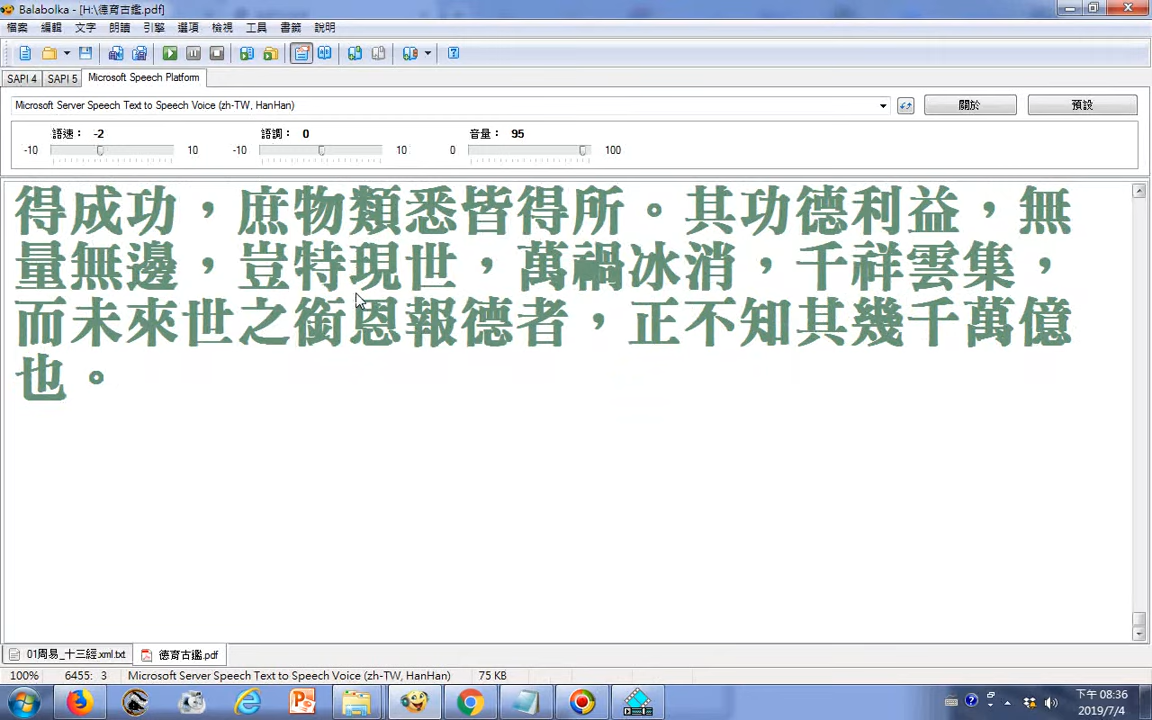 Balabolka - [H:\德育古鑑.pdf]
檔案 編輯 文字 朗讀 引擎 選項 檢視 工具 書籤 說明
SAPI 4 SAPI 5 Microsoft Speech Platform
Microsoft Server Speech Text to Speech Voice (zh-TW, HanHan) 關於 預設
語速： -2 語調： 0 音量： 95
-10 10 -10 10 0 100
得成功，庶物類悉皆得所。其功德利益，無
量無邊，豈特現世，萬禍冰消，千祥雲集，
而未來世之銜恩報德者，正不知其幾千萬億
也。
01周易_十三經.xml.txt 德育古鑑.pdf
100% 6455: 3 Microsoft Server Speech Text to Speech Voice (zh-TW, HanHan) 75 KB
下午 08:36
2019/7/4